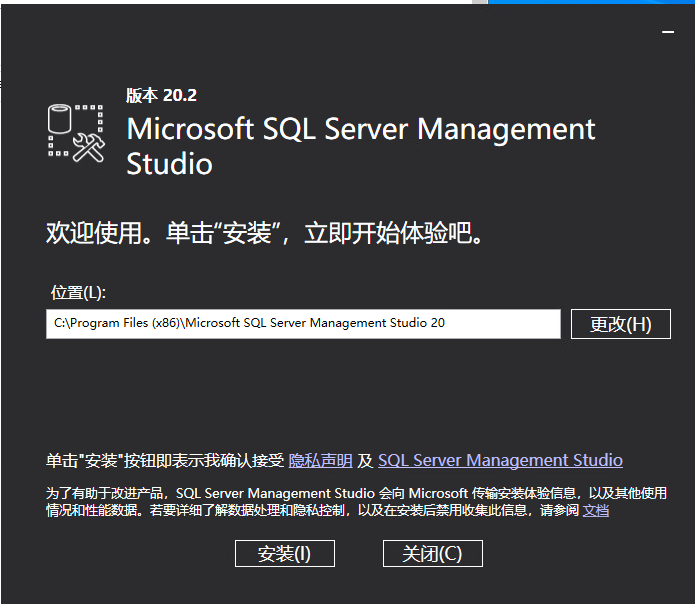 版本 20.2
Microsoft SQL Server Management
Studio
欢迎使用。单击“安装”，立即开始体验吧。
位置(L):
C:\Program Files (x86)\Microsoft SQL Server Management Studio 20
更改(H)
单击"安装"按钮即表示我确认接受 隐私声明 及 SQL Server Management Studio
为了有助于改进产品，SQL Server Management Studio 会向 Microsoft 传输安装体验信息，以及其他使用
情况和性能数据。若要详细了解数据处理和隐私控制，以及在安装后禁用收集此信息，请参阅 文档
安装(I)
关闭(C)